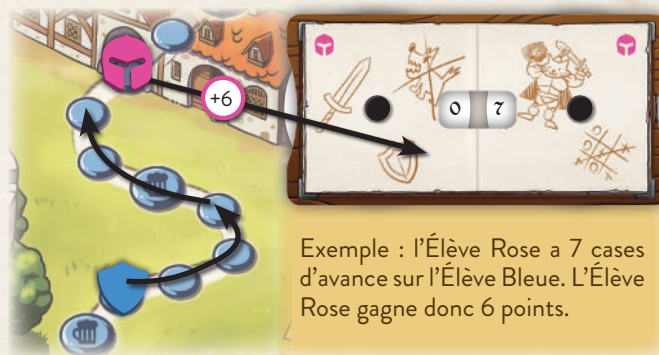 +6
0 7
Exemple : l'Élève Rose a 7 cases
d'avance sur l'Élève Bleue. L'Élève
Rose gagne donc 6 points.